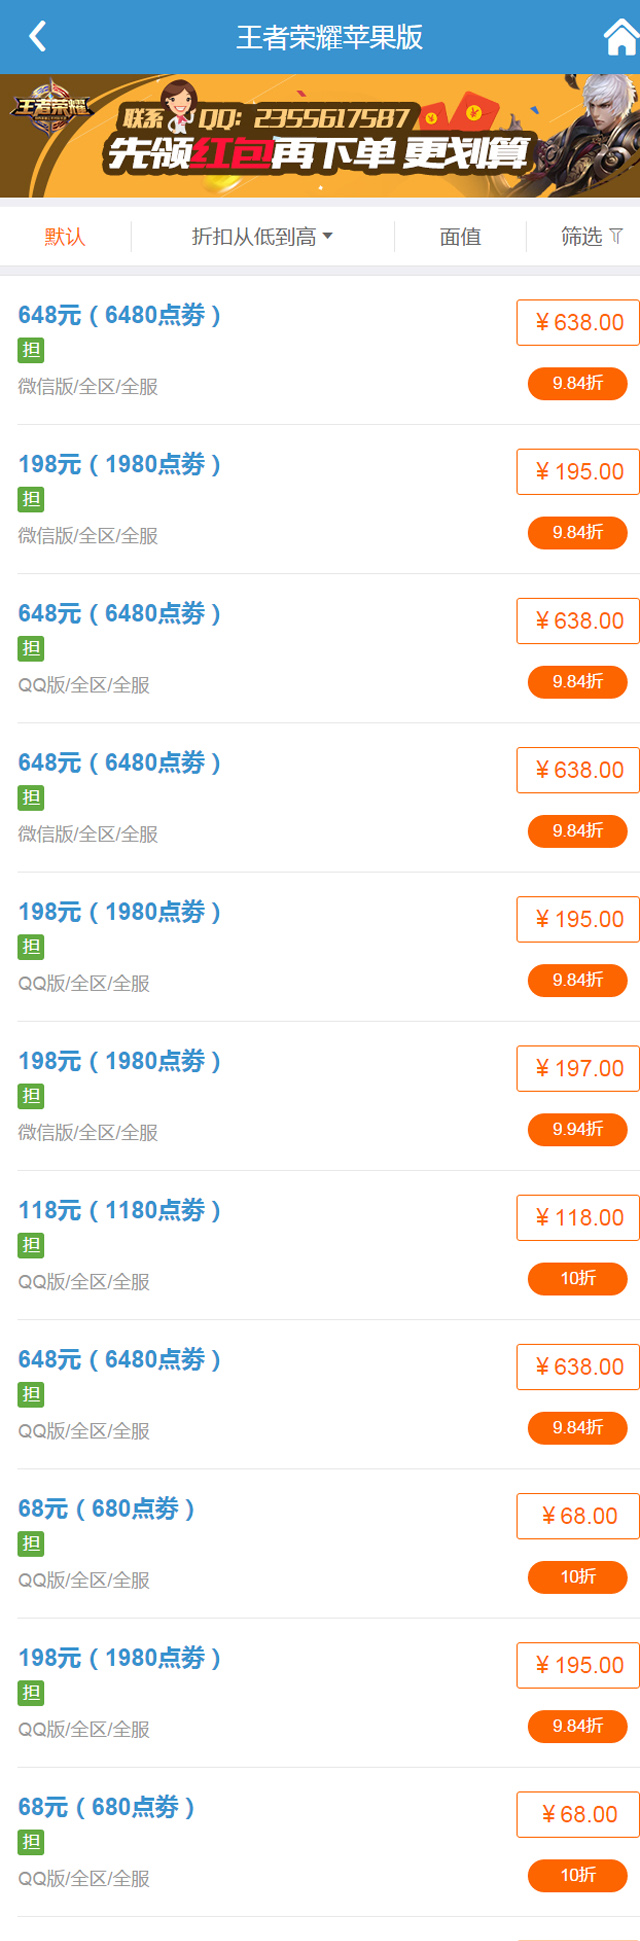 王者荣耀苹果版
王者荣耀
联系 QQ: 2355617587
先领红包再下单 更划算
默认 折扣从低到高 面值 筛选
648元（6480点劵） ¥638.00
担
微信版/全区/全服 9.84折
198元（1980点劵） ¥195.00
担
微信版/全区/全服 9.84折
648元（6480点劵） ¥638.00
担
QQ版/全区/全服 9.84折
648元（6480点劵） ¥638.00
担
微信版/全区/全服 9.84折
198元（1980点劵） ¥195.00
担
QQ版/全区/全服 9.84折
198元（1980点劵） ¥197.00
担
微信版/全区/全服 9.94折
118元（1180点劵） ¥118.00
担
QQ版/全区/全服 10折
648元（6480点劵） ¥638.00
担
QQ版/全区/全服 9.84折
68元（680点劵） ¥68.00
担
QQ版/全区/全服 10折
198元（1980点劵） ¥195.00
担
QQ版/全区/全服 9.84折
68元（680点劵） ¥68.00
担
QQ版/全区/全服 10折